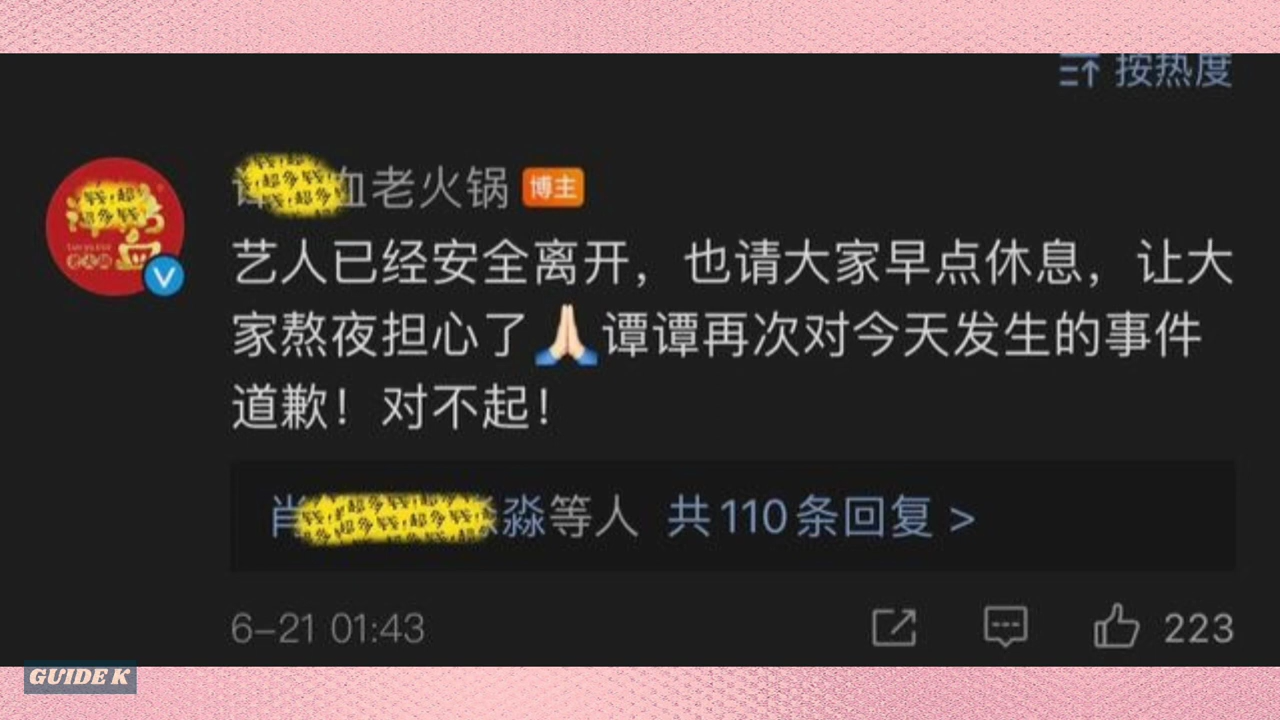 按热度
血老火锅 博主
艺人已经安全离开，也请大家早点休息，让大
家熬夜担心了🙏谭谭再次对今天发生的事件
道歉！对不起！
肖 淼等人 共110条回复 >
6-21 01:43 223
GUIDE K